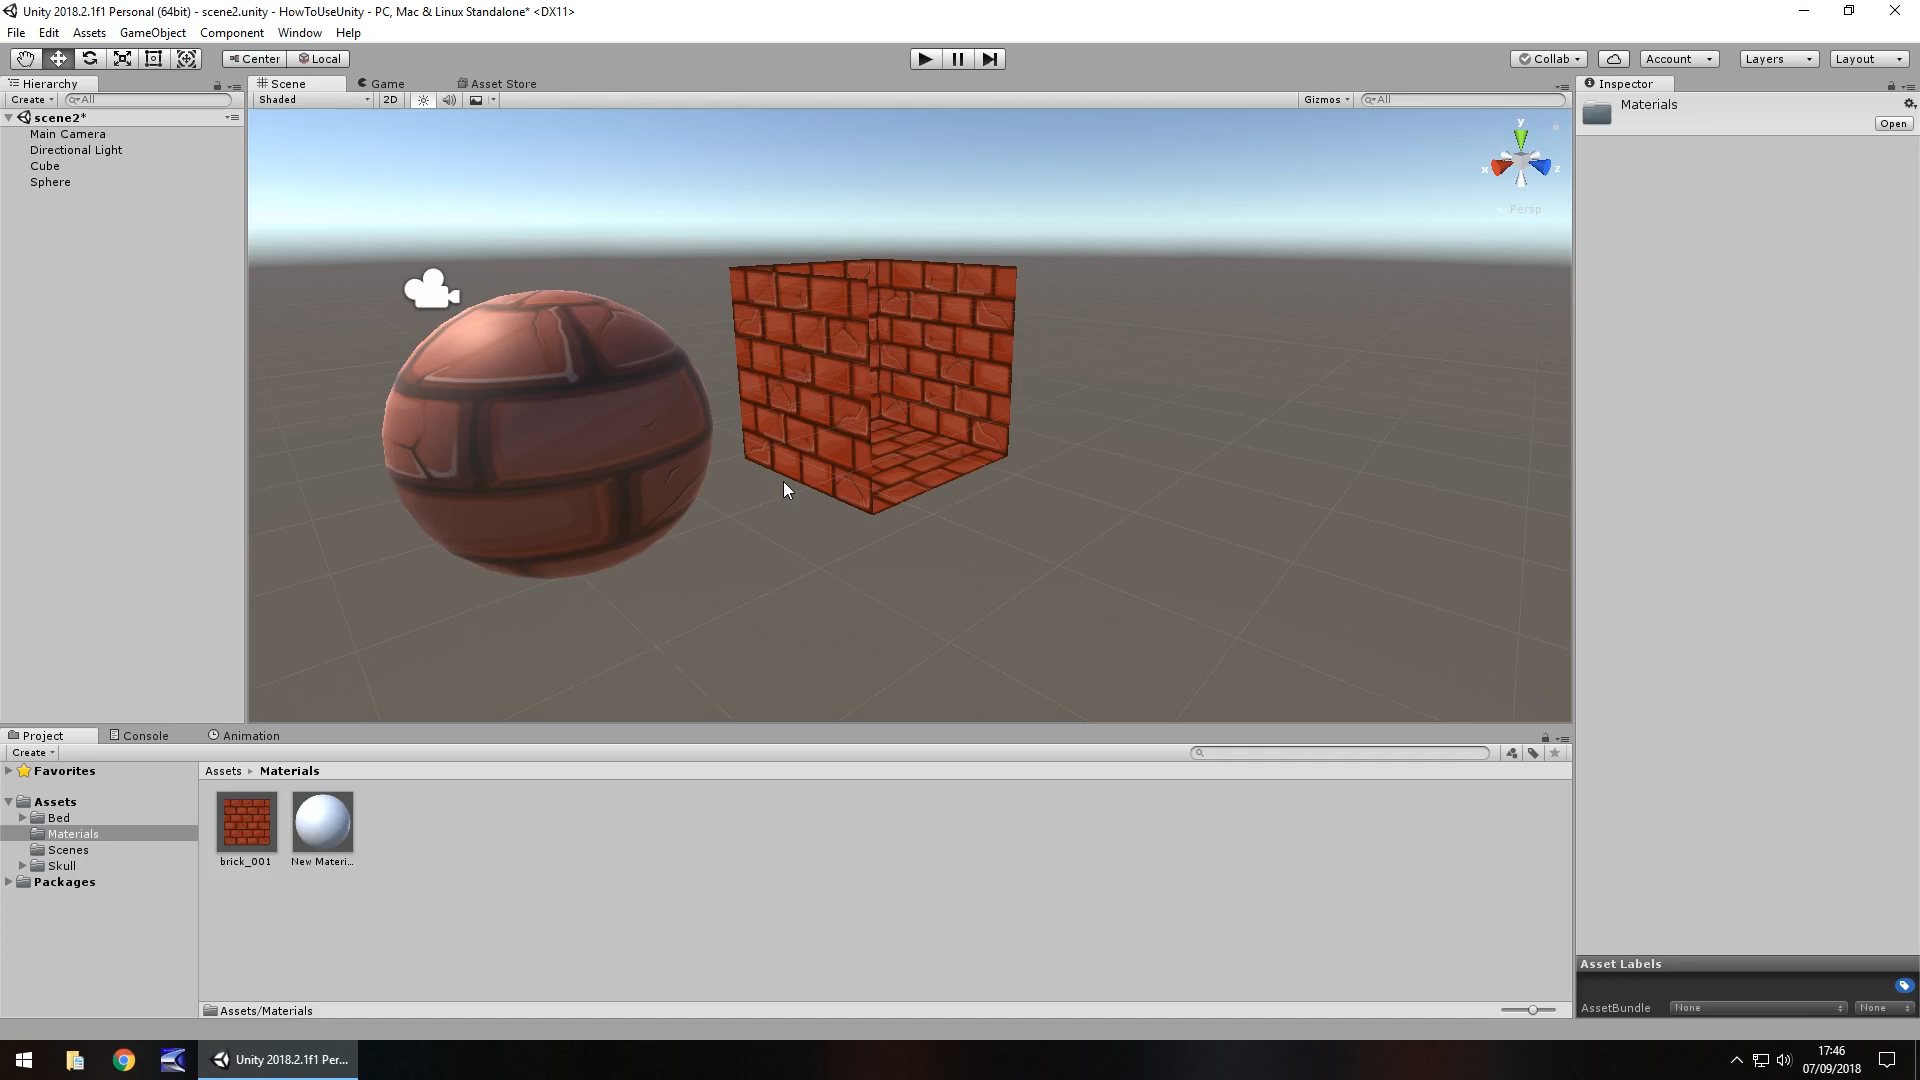 Unity 2018.2.1f1 Personal (64bit) - scene2.unity - HowToUseUnity - PC, Mac & Linux Standalone* <DX11>
File Edit Assets GameObject Component Window Help
Center Local Collab Account Layers Layout
Hierarchy Scene Game Asset Store Inspector
Create All Shaded 2D Gizmos All
Materials
Open
scene2*
Main Camera
Directional Light
Cube
Sphere
y
x
z
Persp
Project Console Animation
Create
Favorites
Assets
Bed
Materials
Scenes
Skull
Packages
Assets Materials
brick_001 New Materi...
Assets/Materials
Asset Labels
AssetBundle None None
Unity 2018.2.1f1 Per...
17:46
07/09/2018